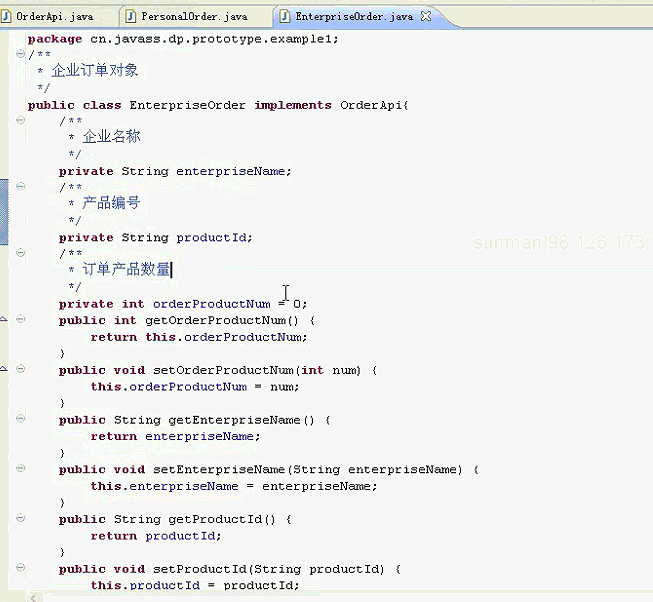 OrderApi.java PersonalOrder.java EnterpriseOrder.java
package cn.javass.dp.prototype.example1;
/**
* 企业订单对象
*/
public class EnterpriseOrder implements OrderApi{
/**
* 企业名称
*/
private String enterpriseName;
/**
* 产品编号
*/
private String productId;
/**
* 订单产品数量
*/
private int orderProductNum = 0;
public int getOrderProductNum() {
return this.orderProductNum;
}
public void setOrderProductNum(int num) {
this.orderProductNum = num;
}
public String getEnterpriseName() {
return enterpriseName;
}
public void setEnterpriseName(String enterpriseName) {
this.enterpriseName = enterpriseName;
}
public String getProductId() {
return productId;
}
public void setProductId(String productId) {
this.productId = productId;